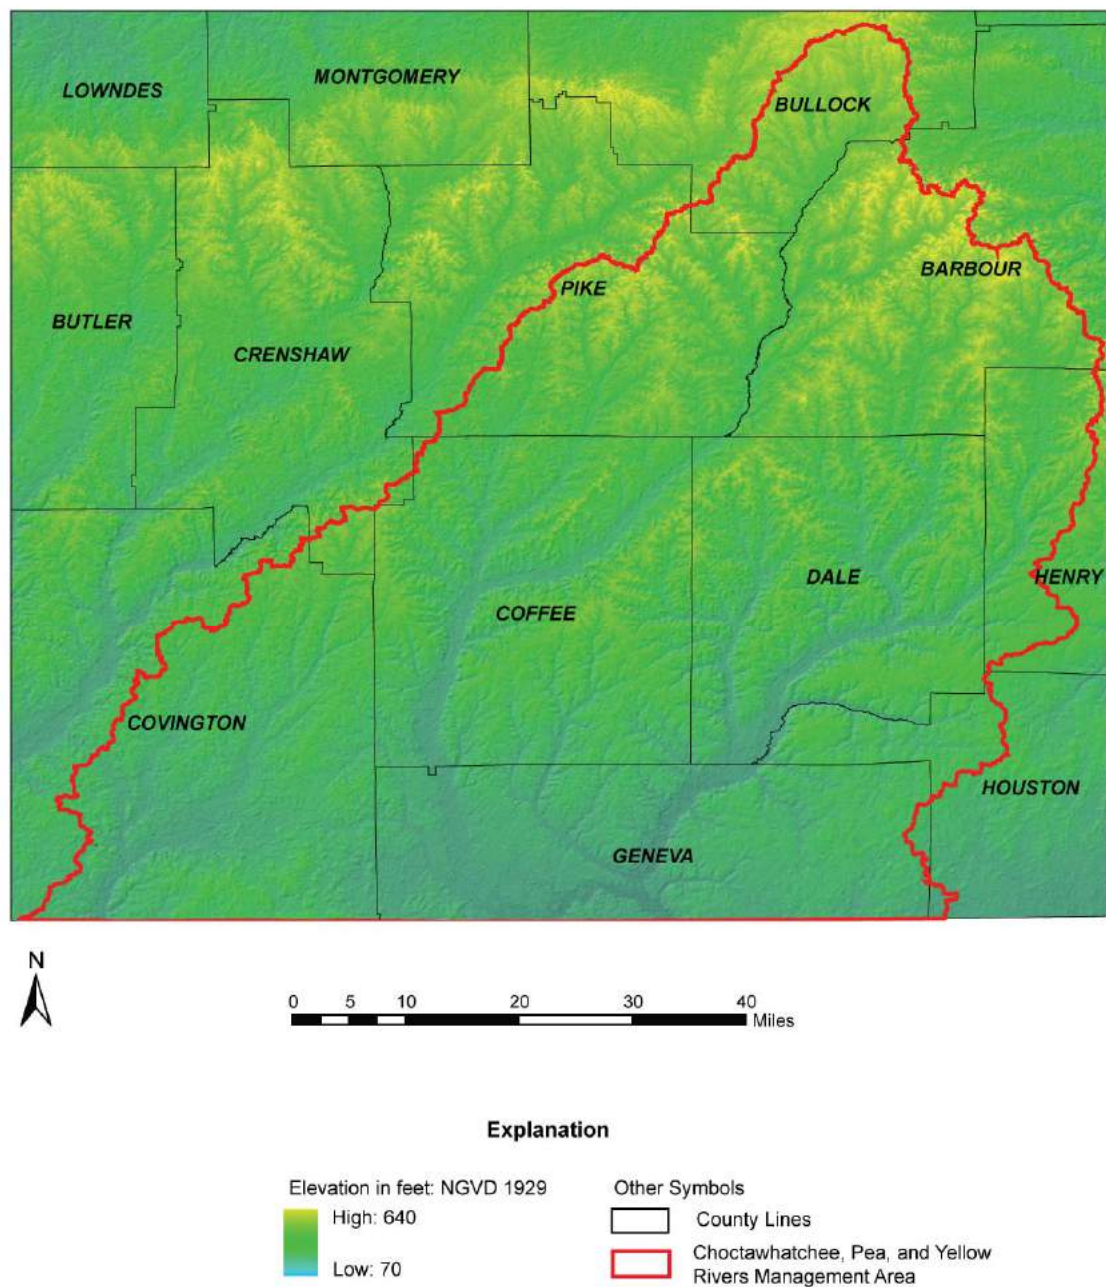 LOWNDES
MONTGOMERY
BULLOCK
BARBOUR
PIKE
BUTLER
CRENSHAW
HENRY
DALE
COFFEE
COVINGTON
HOUSTON
GENEVA
N
0 5 10 20 30 40
Miles
Explanation
Elevation in feet: NGVD 1929
High: 640
Low: 70
Other Symbols
County Lines
Choctawhatchee, Pea, and Yellow
Rivers Management Area